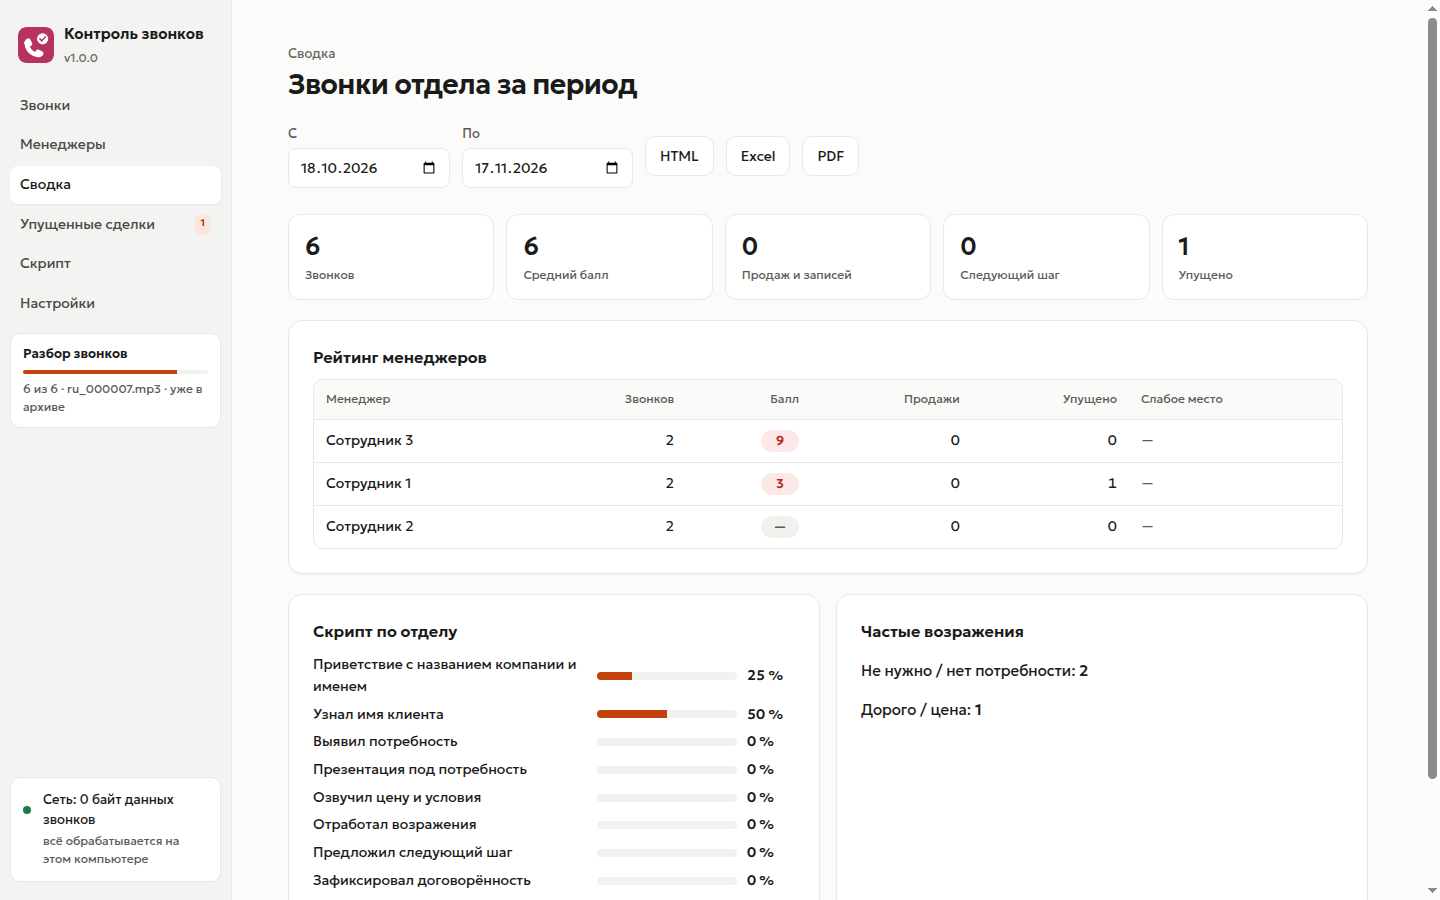 Контроль звонков
v1.0.0
Звонки
Менеджеры
Сводка
Упущенные сделки 1
Скрипт
Настройки
Разбор звонков
6 из 6 · ru_000007.mp3 · уже в
архиве
Сеть: 0 байт данных
звонков
всё обрабатывается на
этом компьютере
Сводка
Звонки отдела за период
С По
18.10.2026 17.11.2026 HTML Excel PDF
6 6 0 0 1
Звонков Средний балл Продаж и записей Следующий шаг Упущено
Рейтинг менеджеров
Менеджер Звонков Балл Продажи Упущено Слабое место
Сотрудник 3 2 9 0 0 —
Сотрудник 1 2 3 0 1 —
Сотрудник 2 2 — 0 0 —
Скрипт по отделу
Приветствие с названием компании и
именем 25 %
Узнал имя клиента 50 %
Выявил потребность 0 %
Презентация под потребность 0 %
Озвучил цену и условия 0 %
Отработал возражения 0 %
Предложил следующий шаг 0 %
Зафиксировал договорённость 0 %
Частые возражения
Не нужно / нет потребности: 2
Дорого / цена: 1